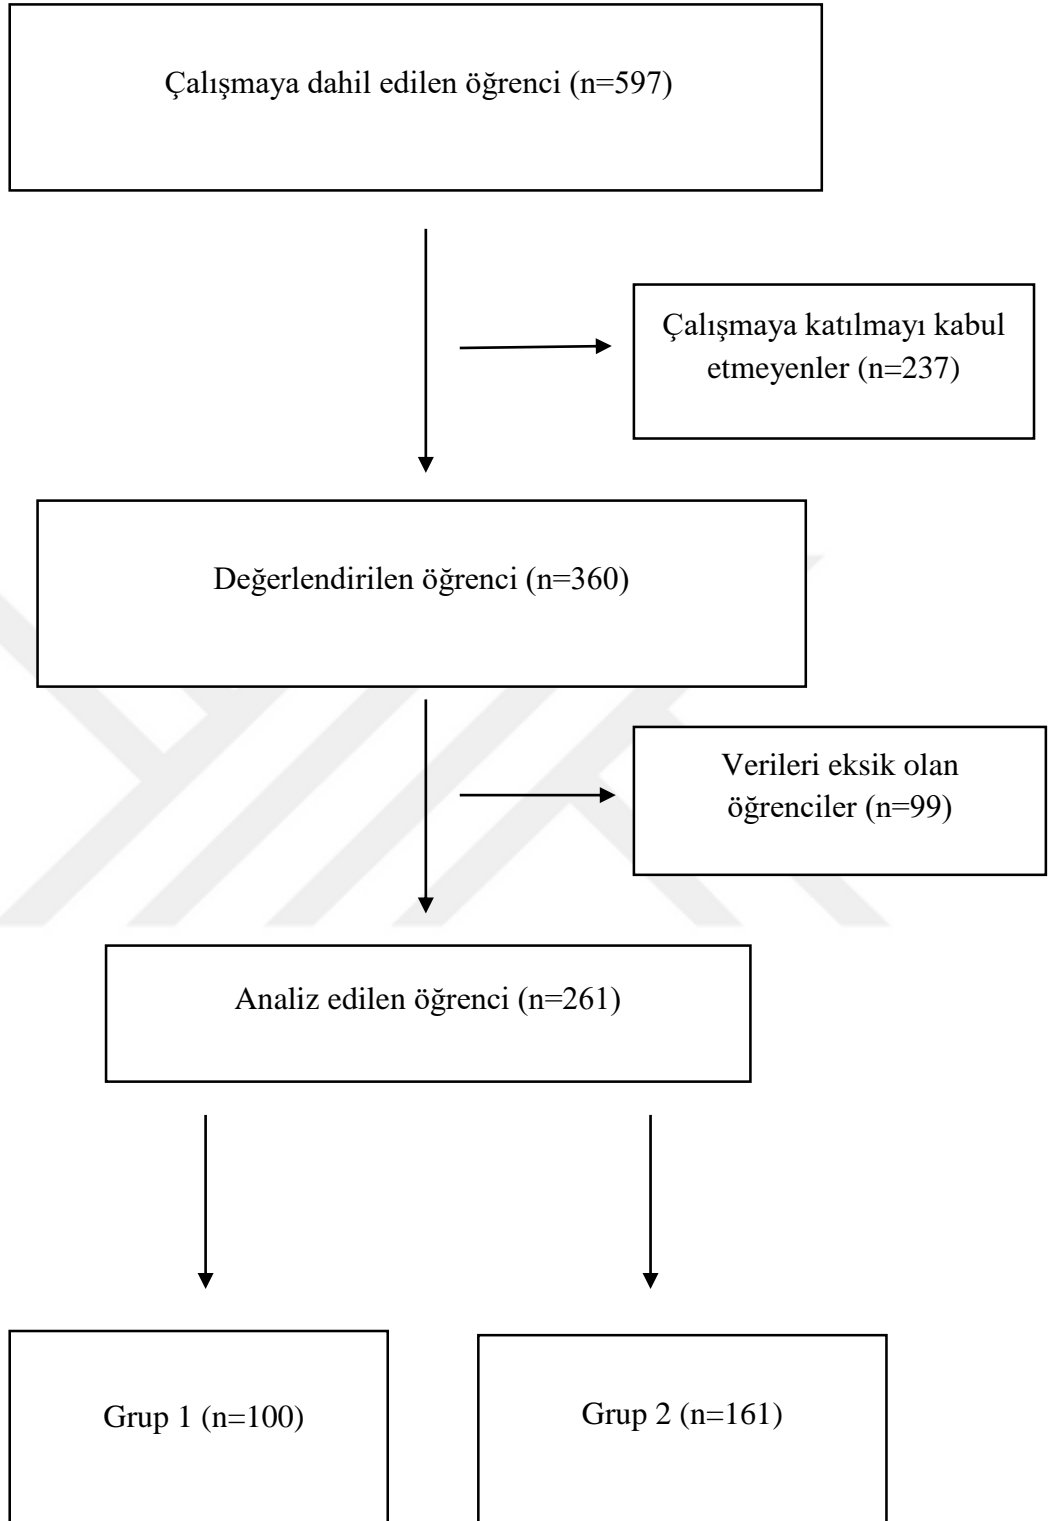 Çalışmaya dahil edilen öğrenci (n=597)
Çalışmaya katılmayı kabul
etmeyenler (n=237)
Değerlendirilen öğrenci (n=360)
Verileri eksik olan
öğrenciler (n=99)
Analiz edilen öğrenci (n=261)
Grup 1 (n=100)
Grup 2 (n=161)